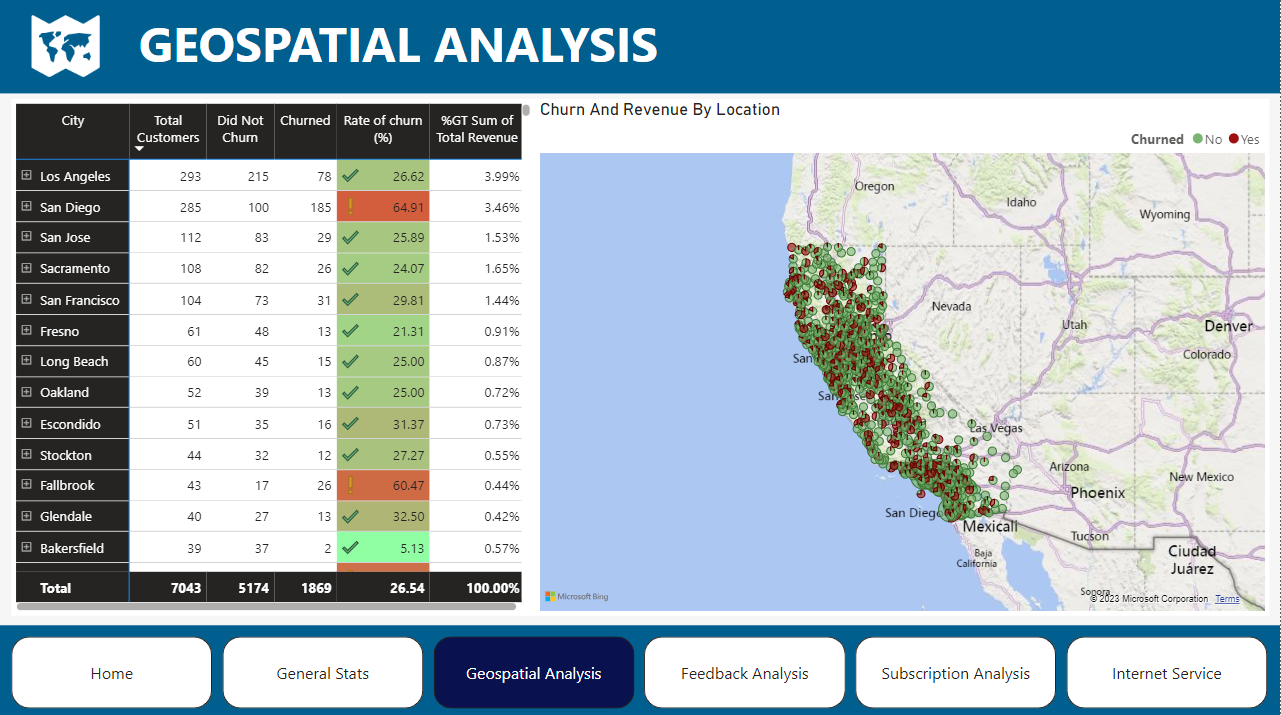 GEOSPATIAL ANALYSIS
City Total Customers Did Not Churn Churned Rate of churn (%) %GT Sum of Total Revenue
Los Angeles 293 215 78 26.62 3.99%
San Diego 285 100 185 64.91 3.46%
San Jose 112 83 29 25.89 1.53%
Sacramento 108 82 26 24.07 1.65%
San Francisco 104 73 31 29.81 1.44%
Fresno 61 48 13 21.31 0.91%
Long Beach 60 45 15 25.00 0.87%
Oakland 52 39 13 25.00 0.72%
Escondido 51 35 16 31.37 0.73%
Stockton 44 32 12 27.27 0.55%
Fallbrook 43 17 26 60.47 0.44%
Glendale 40 27 13 32.50 0.42%
Bakersfield 39 37 2 5.13 0.57%
Total 7043 5174 1869 26.54 100.00%
Churn And Revenue By Location
Churned No Yes
Oregon
Idaho
Wyoming
Nevada
Utah
Denver
Colorado
San
San Jose
Las Vegas
Arizona
New Mexico
Phoenix
San Diego
Mexicali
Tucson
Baja
California
Ciudad
Juárez
Sonora
Microsoft Bing
© 2023 Microsoft Corporation Terms
Home
General Stats
Geospatial Analysis
Feedback Analysis
Subscription Analysis
Internet Service